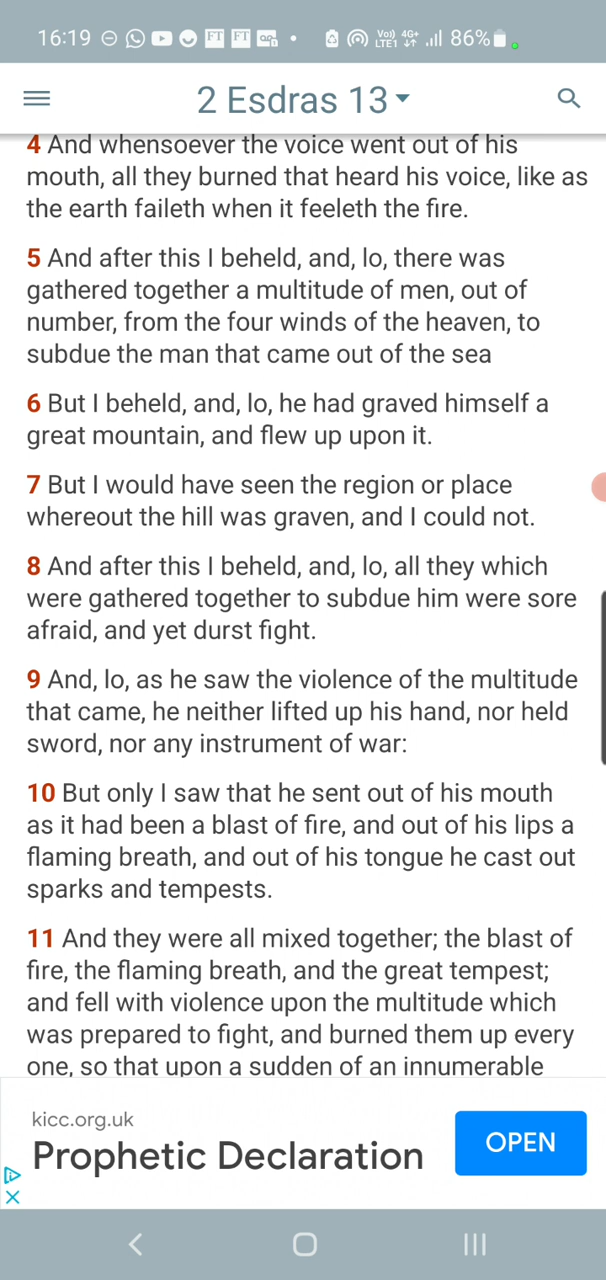 16:19
FT FT
Vo)) 4G+
LTE1
86%
2 Esdras 13
4 And whensoever the voice went out of his
mouth, all they burned that heard his voice, like as
the earth faileth when it feeleth the fire.
5 And after this I beheld, and, lo, there was
gathered together a multitude of men, out of
number, from the four winds of the heaven, to
subdue the man that came out of the sea
6 But I beheld, and, lo, he had graved himself a
great mountain, and flew up upon it.
7 But I would have seen the region or place
whereout the hill was graven, and I could not.
8 And after this I beheld, and, lo, all they which
were gathered together to subdue him were sore
afraid, and yet durst fight.
9 And, lo, as he saw the violence of the multitude
that came, he neither lifted up his hand, nor held
sword, nor any instrument of war:
10 But only I saw that he sent out of his mouth
as it had been a blast of fire, and out of his lips a
flaming breath, and out of his tongue he cast out
sparks and tempests.
11 And they were all mixed together; the blast of
fire, the flaming breath, and the great tempest;
and fell with violence upon the multitude which
was prepared to fight, and burned them up every
one, so that upon a sudden of an innumerable
kicc.org.uk
Prophetic Declaration
OPEN